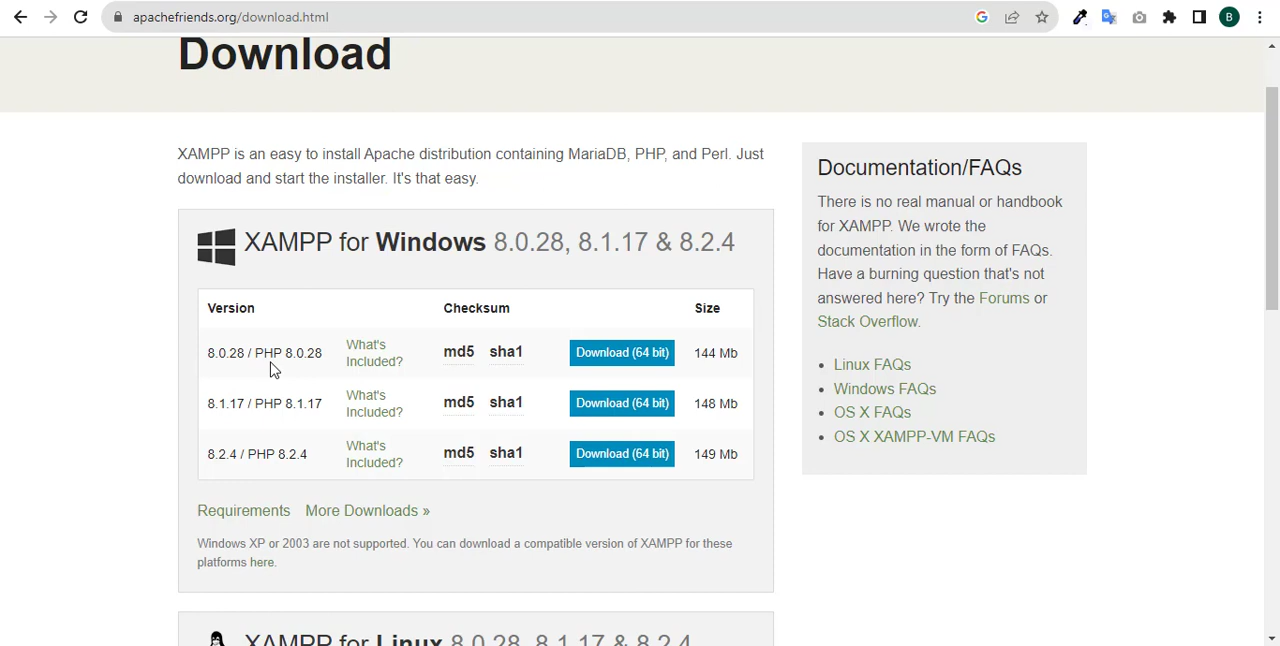 apachefriends.org/download.html
B
Download
XAMPP is an easy to install Apache distribution containing MariaDB, PHP, and Perl. Just
download and start the installer. It's that easy.
XAMPP for Windows 8.0.28, 8.1.17 & 8.2.4
Version Checksum Size
8.0.28 / PHP 8.0.28 What's Included? md5 sha1 Download (64 bit) 144 Mb
8.1.17 / PHP 8.1.17 What's Included? md5 sha1 Download (64 bit) 148 Mb
8.2.4 / PHP 8.2.4 What's Included? md5 sha1 Download (64 bit) 149 Mb
Requirements More Downloads »
Windows XP or 2003 are not supported. You can download a compatible version of XAMPP for these
platforms here.
XAMPP for Linux 8.0.28, 8.1.17 & 8.2.4
Documentation/FAQs
There is no real manual or handbook
for XAMPP. We wrote the
documentation in the form of FAQs.
Have a burning question that's not
answered here? Try the Forums or
Stack Overflow.
• Linux FAQs
• Windows FAQs
• OS X FAQs
• OS X XAMPP-VM FAQs